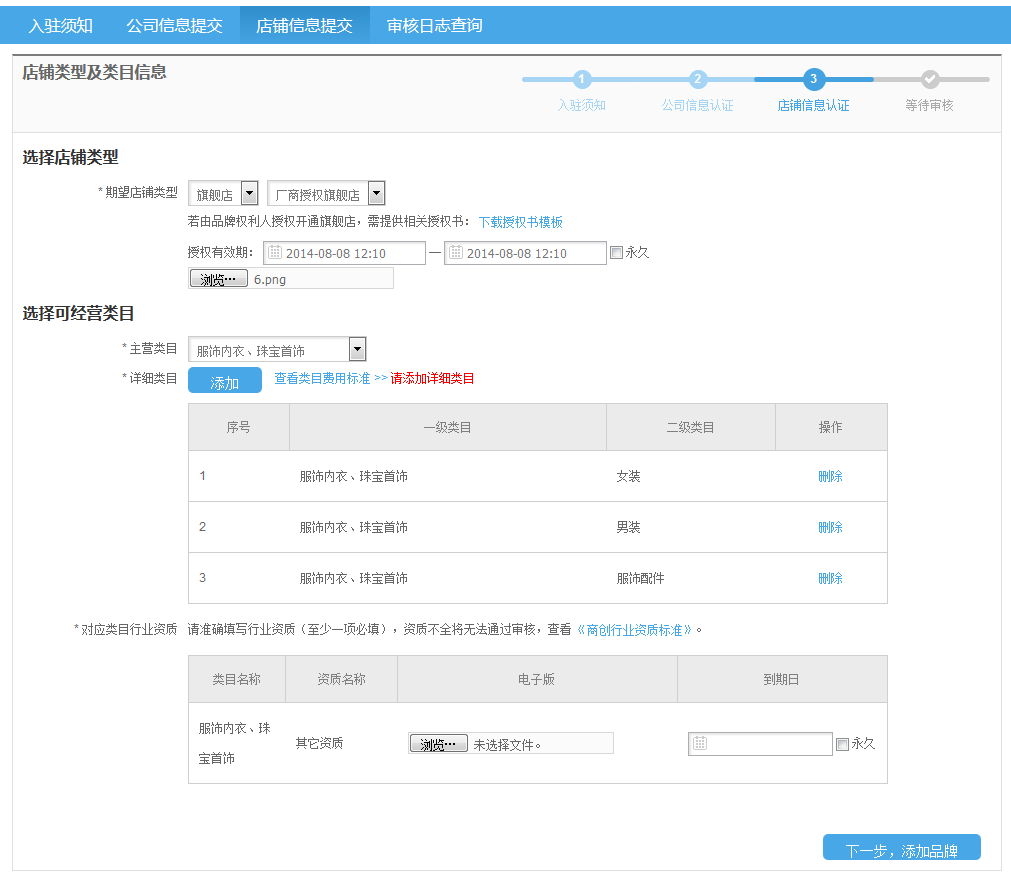 入驻须知 公司信息提交 店铺信息提交 审核日志查询
店铺类型及类目信息
1 2 3
入驻须知 公司信息认证 店铺信息认证 等待审核
选择店铺类型
*期望店铺类型 旗舰店 厂商授权旗舰店
若由品牌权利人授权开通旗舰店，需提供相关授权书： 下载授权书模板
授权有效期： 2014-08-08 12:10 — 2014-08-08 12:10 永久
浏览… 6.png
选择可经营类目
*主营类目 服饰内衣、珠宝首饰
*详细类目 添加 查看类目费用标准 >> 请添加详细类目
序号 一级类目 二级类目 操作
1 服饰内衣、珠宝首饰 女装 删除
2 服饰内衣、珠宝首饰 男装 删除
3 服饰内衣、珠宝首饰 服饰配件 删除
*对应类目行业资质 请准确填写行业资质（至少一项必填），资质不全将无法通过审核，查看《商创行业资质标准》。
类目名称 资质名称 电子版 到期日
服饰内衣、珠
宝首饰
其它资质 浏览… 未选择文件。 永久
下一步，添加品牌